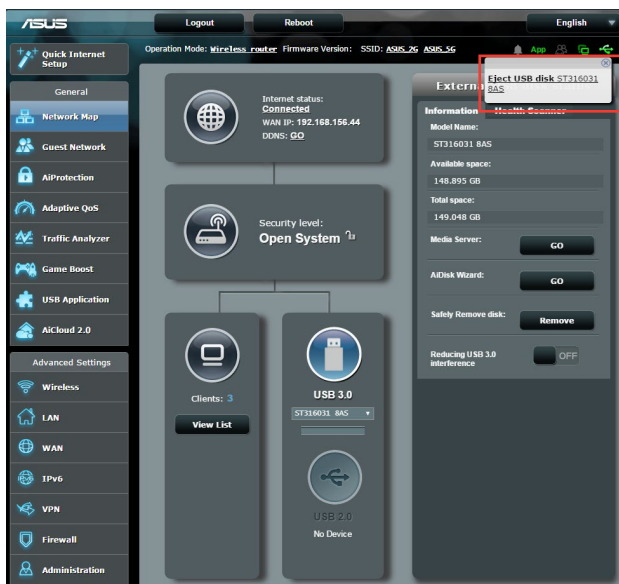 ASUS
Logout
Reboot
English
Quick Internet
Setup
Operation Mode: Wireless router Firmware Version: SSID: ASUS_2G ASUS_5G
App
Eject USB disk ST316031
8AS
General
Network Map
Guest Network
AiProtection
Adaptive QoS
Traffic Analyzer
Game Boost
USB Application
AiCloud 2.0
Advanced Settings
Wireless
LAN
WAN
IPv6
VPN
Firewall
Administration
Internet status:
Connected
WAN IP: 192.168.156.44
DDNS: GO
Security level:
Open System
Clients: 3
View List
USB 3.0
ST316031 8AS
USB 2.0
No Device
Externa
Information
Health Scanner
Model Name:
ST316031 8AS
Available space:
148.895 GB
Total space:
149.048 GB
Media Server:
GO
AiDisk Wizard:
GO
Safely Remove disk:
Remove
Reducing USB 3.0
interference
OFF